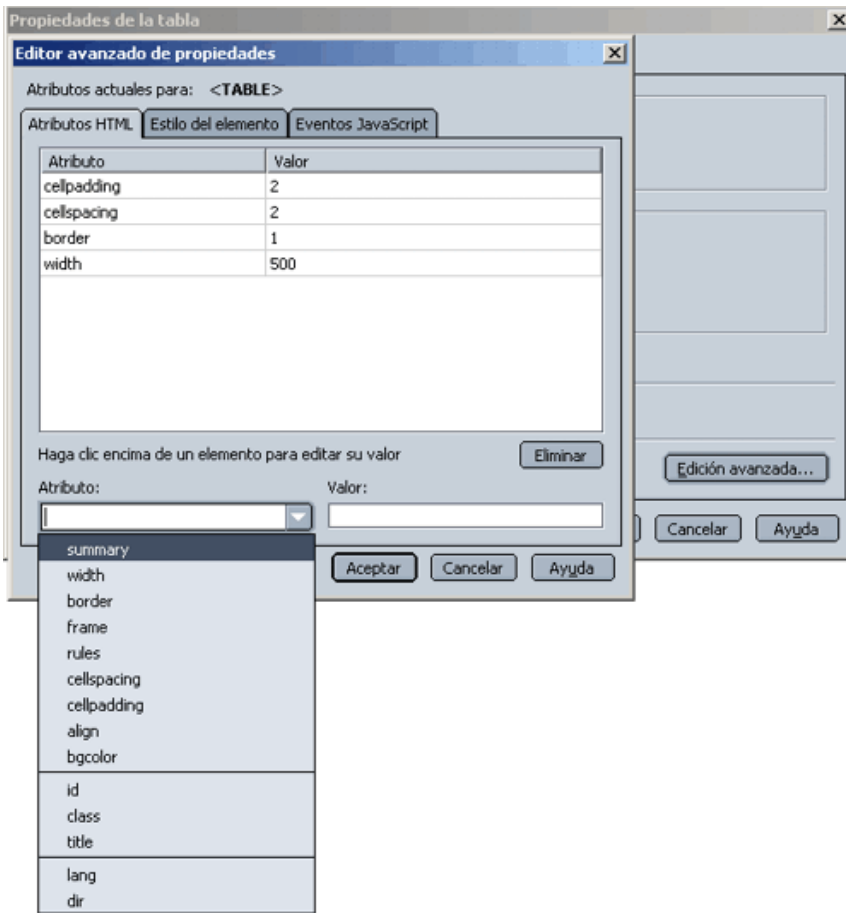 Propiedades de la tabla
Editor avanzado de propiedades
Atributos actuales para: <TABLE>
Atributos HTML Estilo del elemento Eventos JavaScript
Atributo Valor
cellpadding 2
cellspacing 2
border 1
width 500
Haga clic encima de un elemento para editar su valor Eliminar
Edición avanzada...
Atributo: Valor:
Cancelar Ayuda
summary
Aceptar Cancelar Ayuda
width
border
frame
rules
cellspacing
cellpadding
align
bgcolor
id
class
title
lang
dir